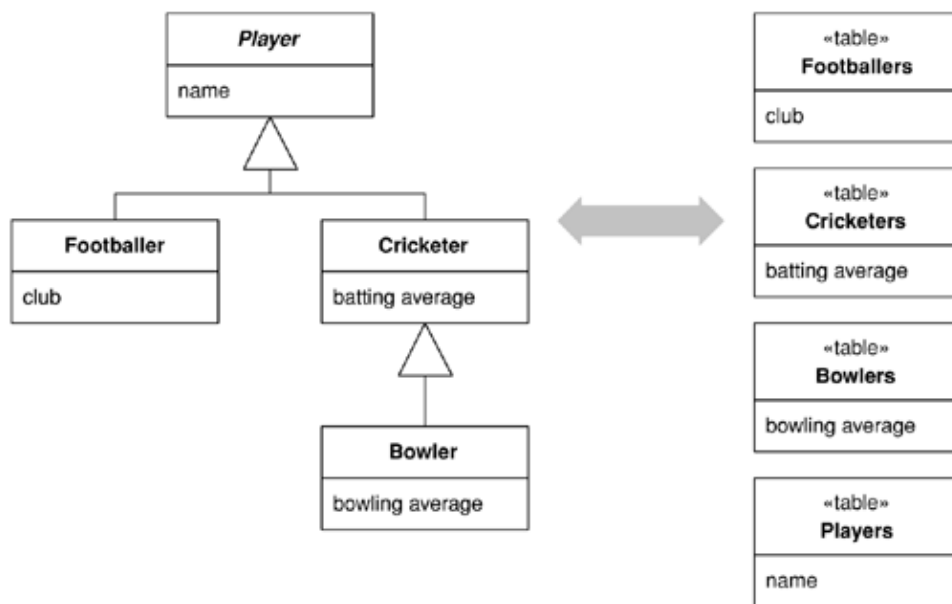 Player
name
Footballer
club
Cricketer
batting average
Bowler
bowling average
«table»
Footballers
club
«table»
Cricketers
batting average
«table»
Bowlers
bowling average
«table»
Players
name